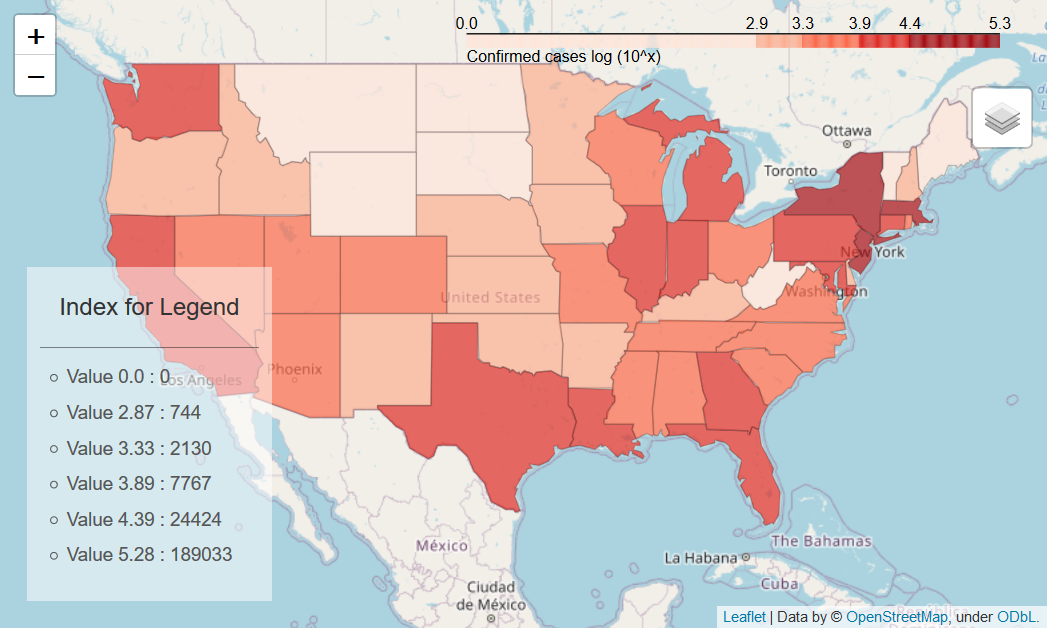 +
−
0.0 2.9 3.3 3.9 4.4 5.3
Confirmed cases log (10^x)
Ottawa
Toronto
New York
Washington
United States
Index for Legend
Phoenix
Los Angeles
○ Value 0.0 : 0
○ Value 2.87 : 744
○ Value 3.33 : 2130
○ Value 3.89 : 7767
○ Value 4.39 : 24424
○ Value 5.28 : 189033
México
The Bahamas
La Habana
Cuba
Ciudad
de México
Leaflet | Data by © OpenStreetMap, under ODbL.